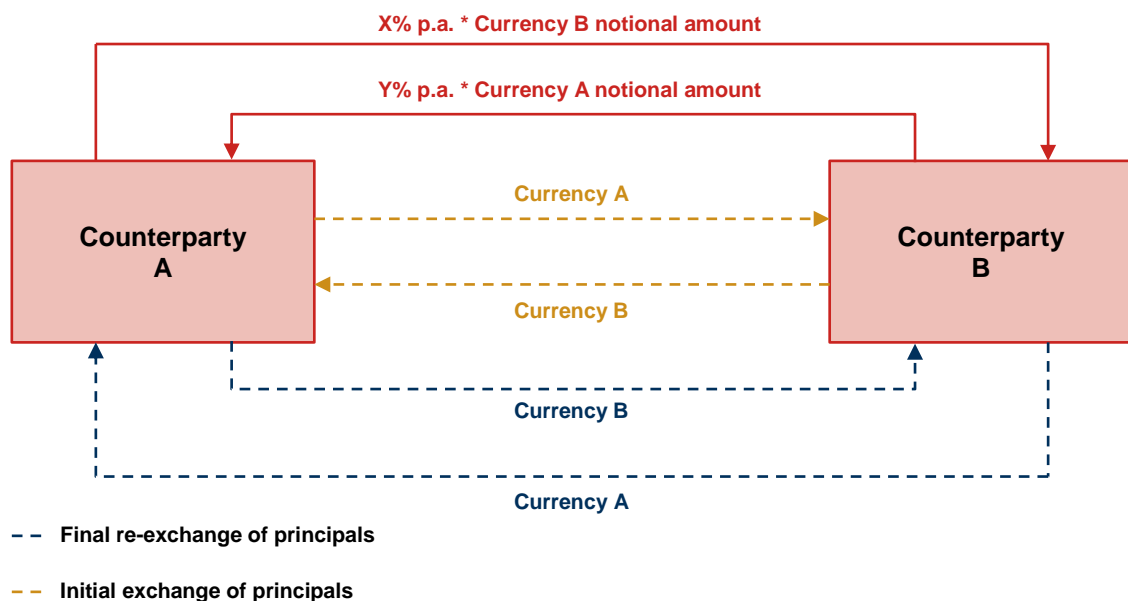 X% p.a. * Currency B notional amount
Y% p.a. * Currency A notional amount
Currency A
Counterparty
A
Counterparty
B
Currency B
Currency B
Currency A
Final re-exchange of principals
Initial exchange of principals